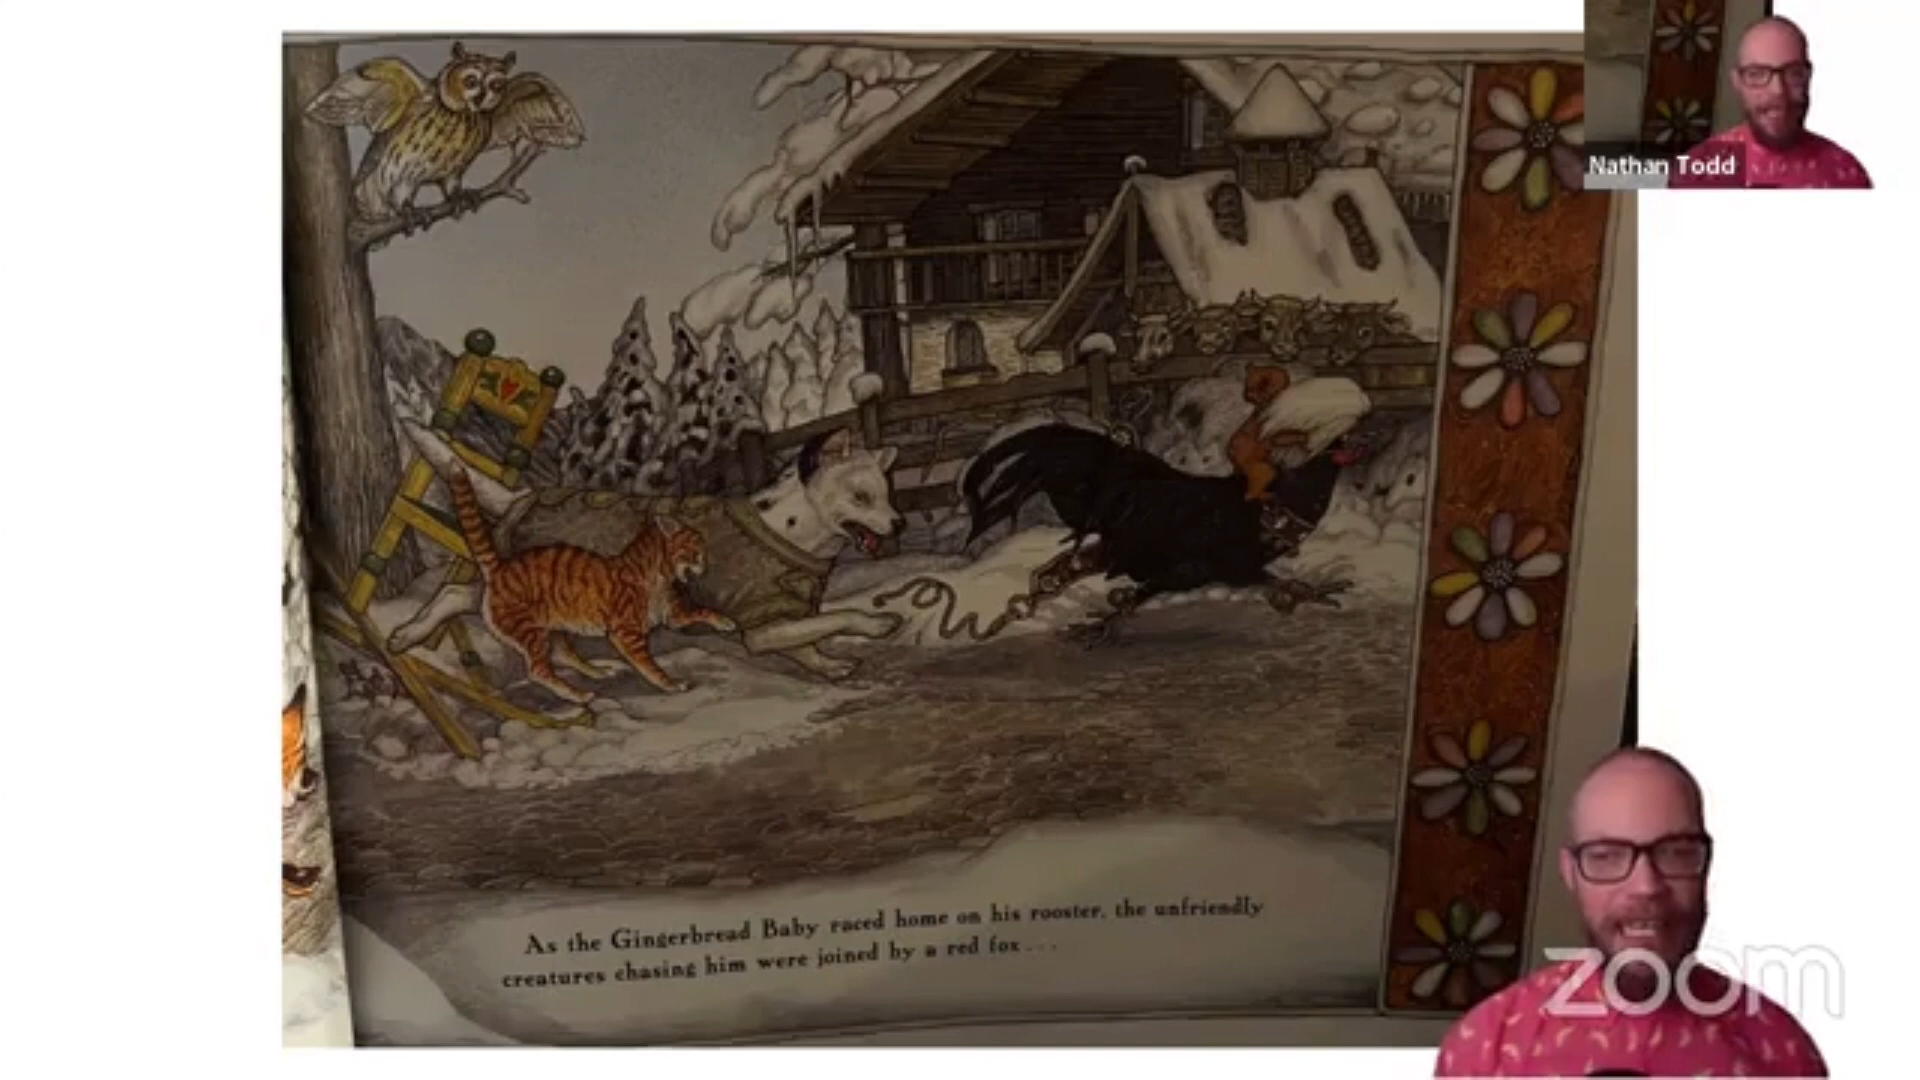 Nathan Todd
As the Gingerbread Baby raced home on his rooster, the unfriendly
creatures chasing him were joined by a red fox . . .
zoom